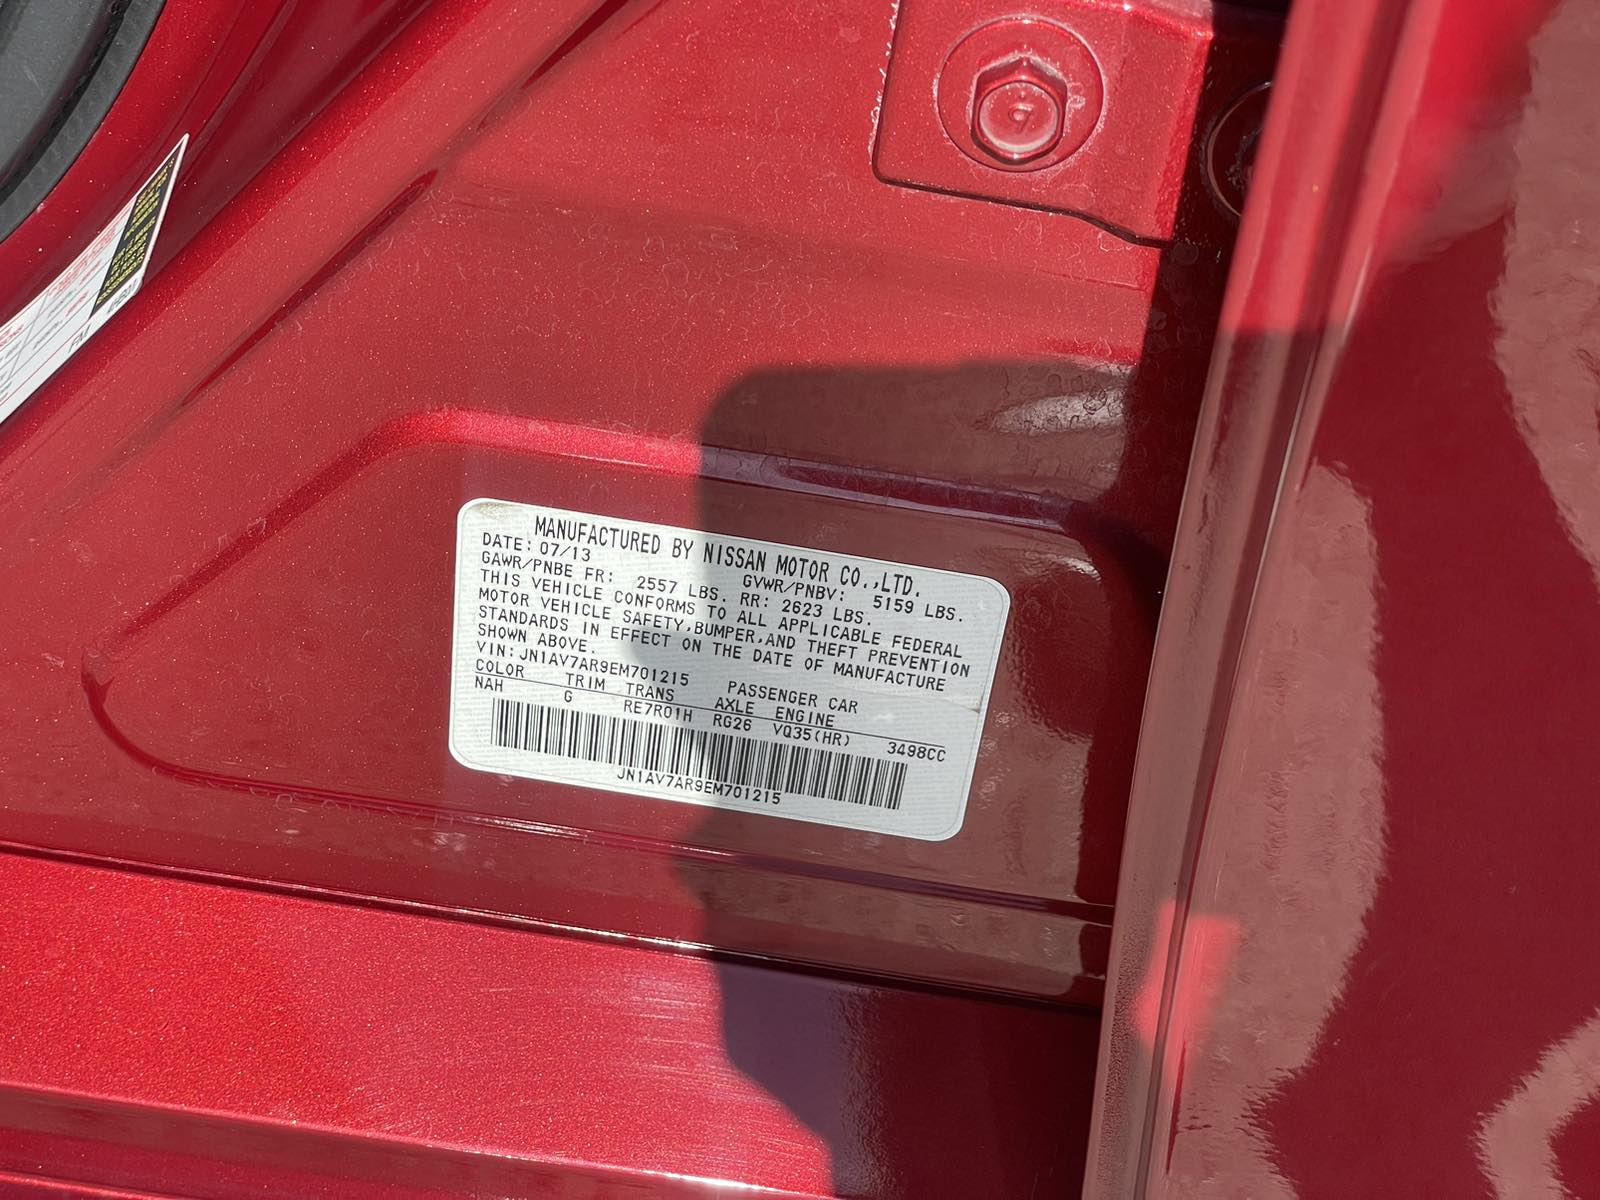 MANUFACTURED BY NISSAN MOTOR CO.,LTD.
DATE: 07/13 GVWR/PNBV: 5159 LBS.
GAWR/PNBE FR: 2557 LBS. RR: 2623 LBS.
THIS VEHICLE CONFORMS TO ALL APPLICABLE FEDERAL
MOTOR VEHICLE SAFETY,BUMPER,AND THEFT PREVENTION
STANDARDS IN EFFECT ON THE DATE OF MANUFACTURE
SHOWN ABOVE.
VIN:JN1AV7AR9EM701215 PASSENGER CAR
COLOR TRIM TRANS AXLE ENGINE
NAH G RE7R01H RG26 VQ35(HR) 3498CC
JN1AV7AR9EM701215